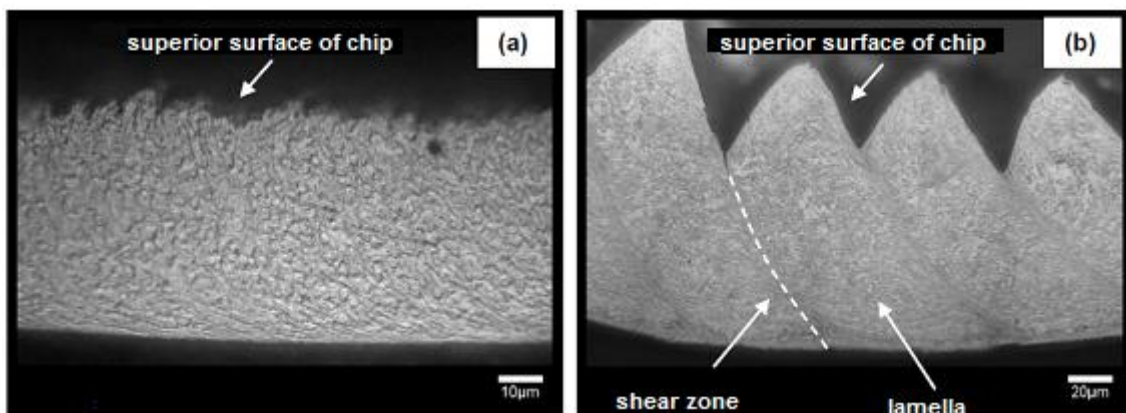 superior surface of chip
(a)
10µm
superior surface of chip
(b)
20µm
shear zone
lamella